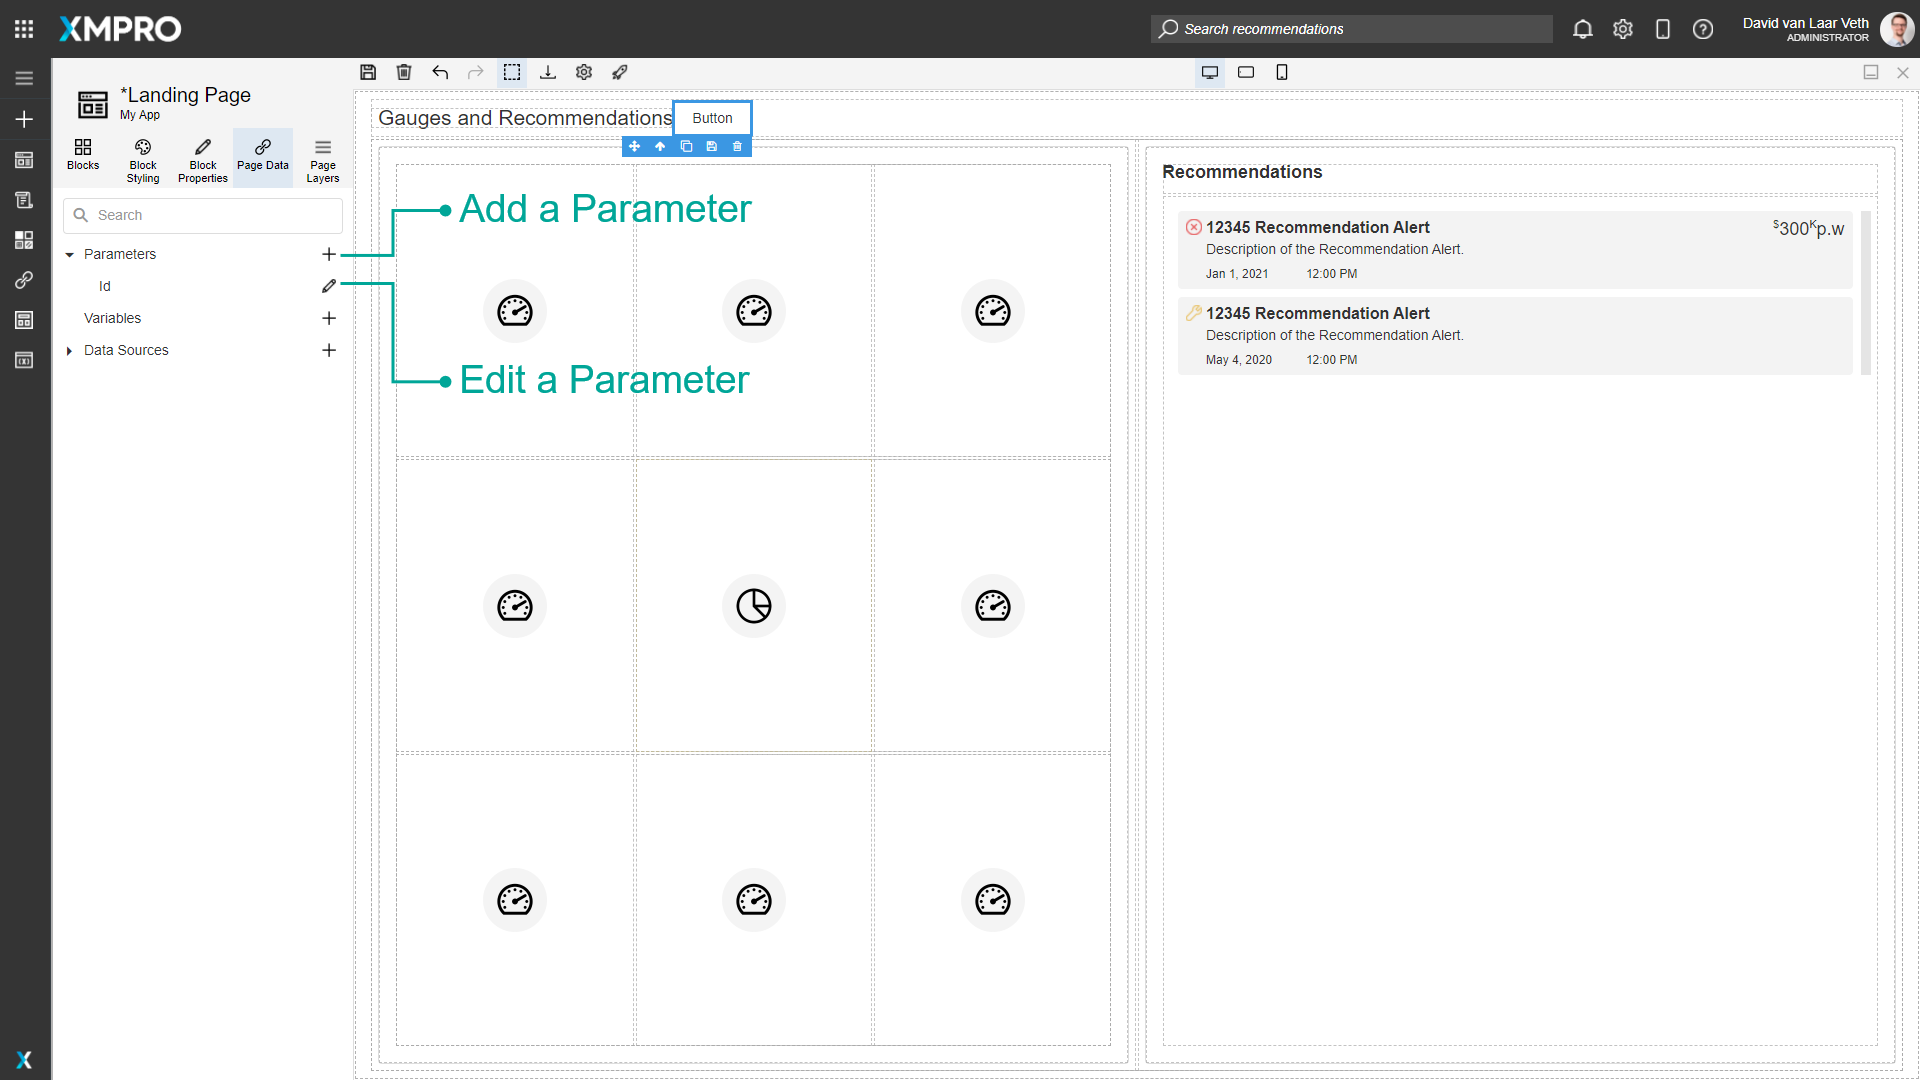 XMPRO
Search recommendations
David van Laar Veth
ADMINISTRATOR
*Landing Page
My App
Blocks
Block Styling
Block Properties
Page Data
Page Layers
Search
Parameters
Id
Variables
Data Sources
Gauges and Recommendations
Button
Add a Parameter
Edit a Parameter
Recommendations
12345 Recommendation Alert
$300Kp.w
Description of the Recommendation Alert.
Jan 1, 2021 12:00 PM
12345 Recommendation Alert
Description of the Recommendation Alert.
May 4, 2020 12:00 PM